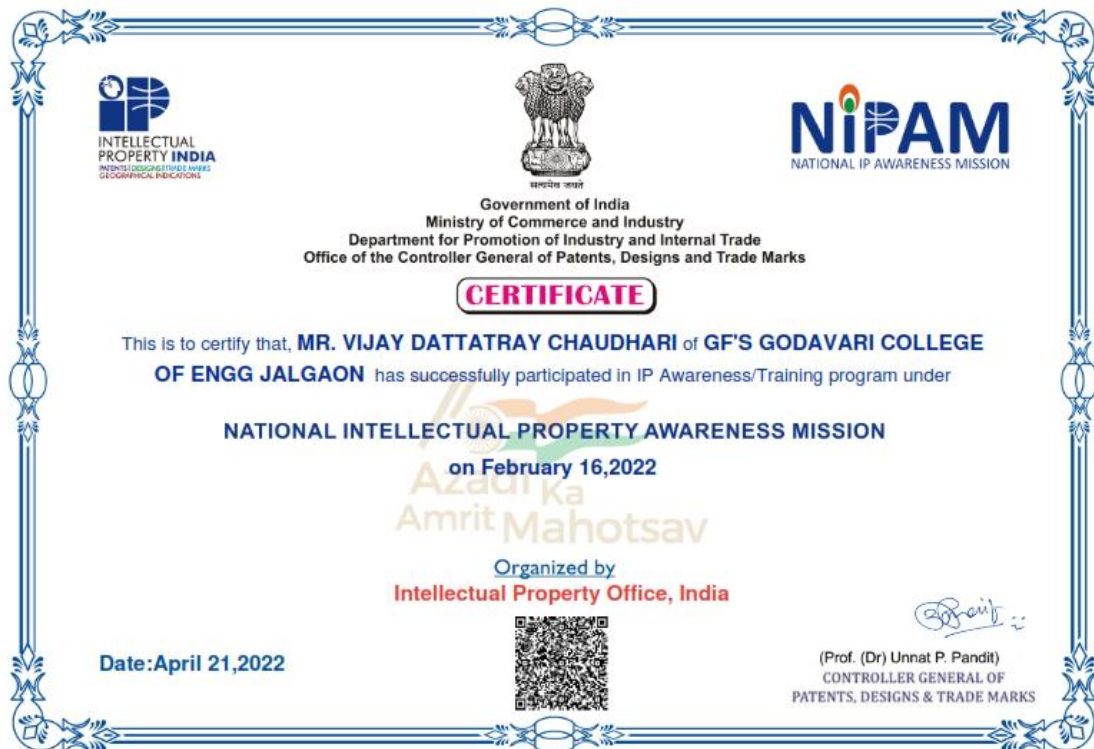 INTELLECTUAL
PROPERTY INDIA
PATENTS | DESIGNS | TRADE MARKS
GEOGRAPHICAL INDICATIONS
सत्यमेव जयते
NiPAM
NATIONAL IP AWARENESS MISSION
Government of India
Ministry of Commerce and Industry
Department for Promotion of Industry and Internal Trade
Office of the Controller General of Patents, Designs and Trade Marks
CERTIFICATE
This is to certify that, MR. VIJAY DATTATRAY CHAUDHARI of GF'S GODAVARI COLLEGE
OF ENGG JALGAON has successfully participated in IP Awareness/Training program under
NATIONAL INTELLECTUAL PROPERTY AWARENESS MISSION
on February 16,2022
Azadi Ka
Amrit Mahotsav
Organized by
Intellectual Property Office, India
Date:April 21,2022
(Prof. (Dr) Unnat P. Pandit)
CONTROLLER GENERAL OF
PATENTS, DESIGNS & TRADE MARKS